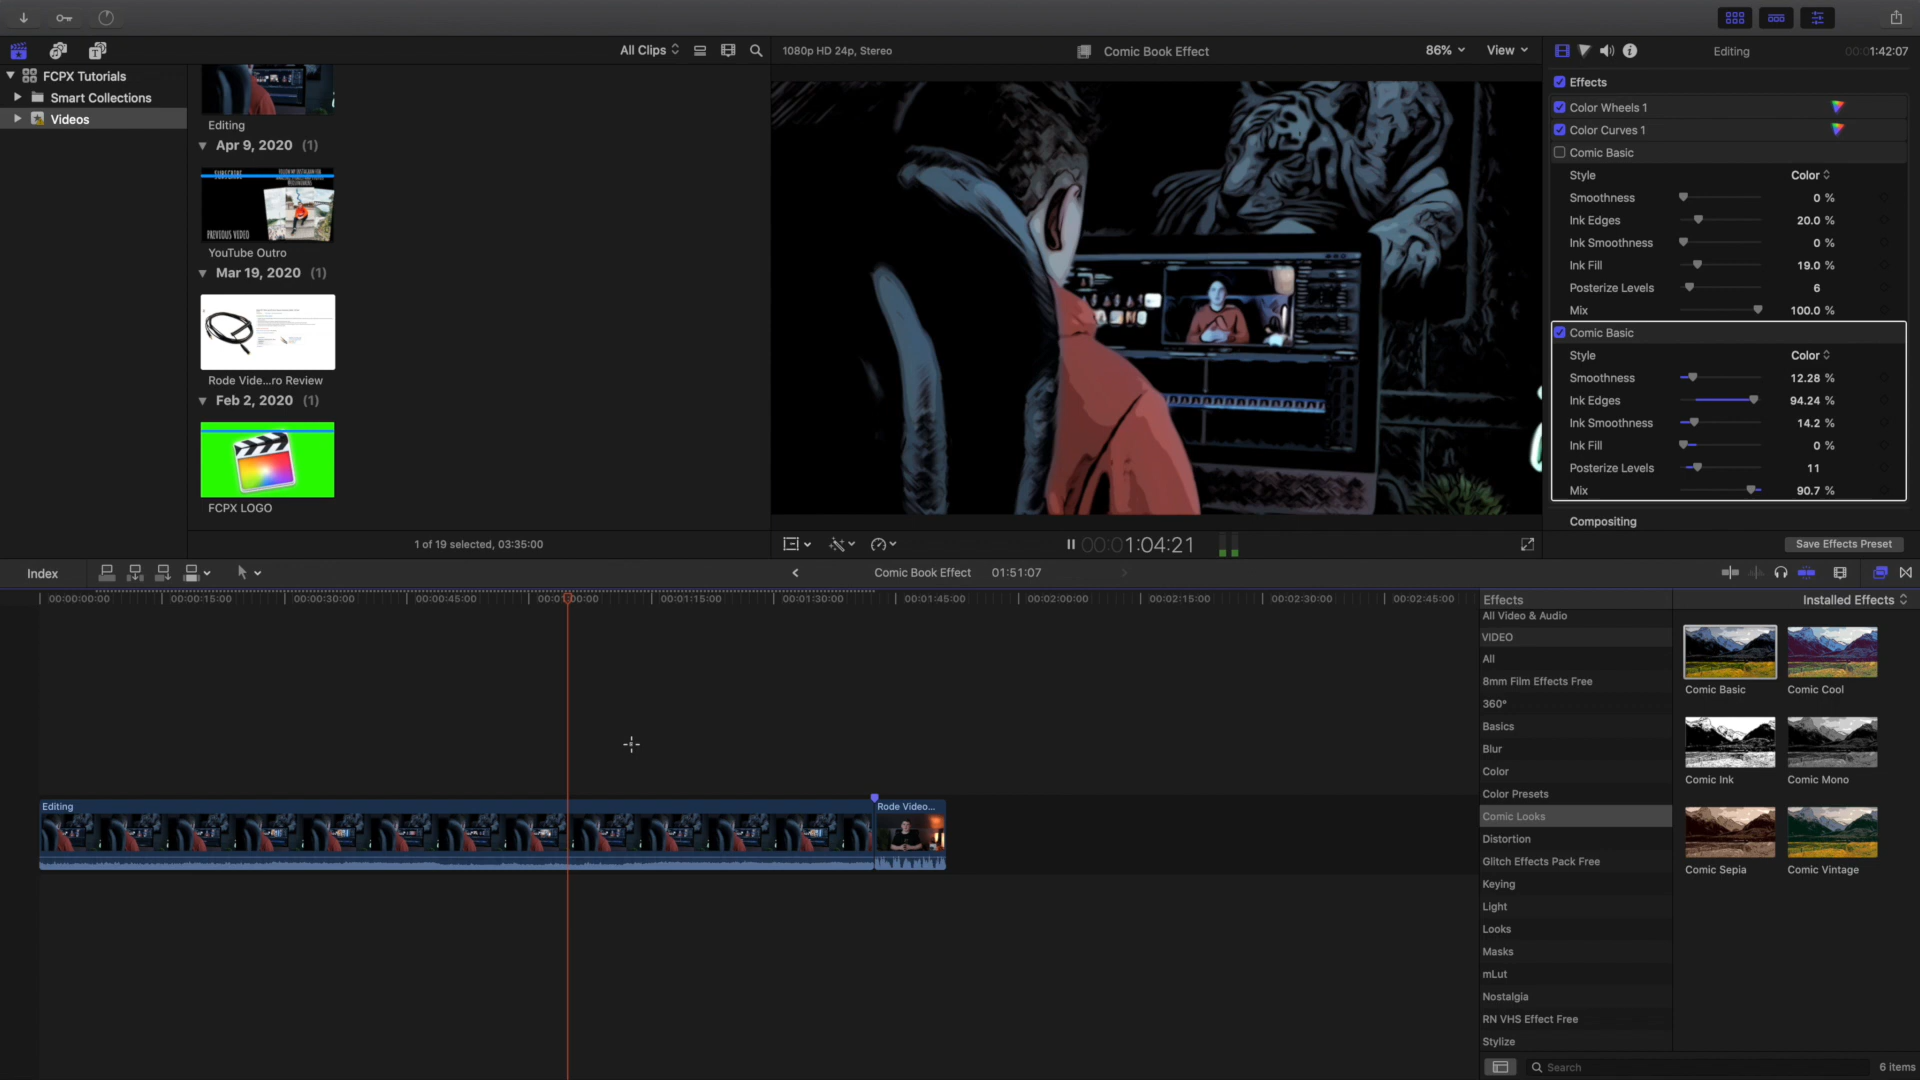 All Clips
1080p HD 24p, Stereo
Comic Book Effect
86%
View
Editing
1:42:07
FCPX Tutorials
Smart Collections
Videos
Editing
Apr 9, 2020 (1)
SUBSCRIBE
PREVIOUS VIDEO
YouTube Outro
Mar 19, 2020 (1)
Rode Vide...ro Review
Feb 2, 2020 (1)
FCPX LOGO
1 of 19 selected, 03:35:00
00:00:01:04:21
Effects
Color Wheels 1
Color Curves 1
Comic Basic
Style Color
Smoothness 0 %
Ink Edges 20.0 %
Ink Smoothness 0 %
Ink Fill 19.0 %
Posterize Levels 6
Mix 100.0 %
Comic Basic
Style Color
Smoothness 12.28 %
Ink Edges 94.24 %
Ink Smoothness 14.2 %
Ink Fill 0 %
Posterize Levels 11
Mix 90.7 %
Compositing
Save Effects Preset
Index
Comic Book Effect 01:51:07
00:00:00:00 00:00:15:00 00:00:30:00 00:00:45:00 00:01:00:00 00:01:15:00 00:01:30:00 00:01:45:00 00:02:00:00 00:02:15:00 00:02:30:00 00:02:45:00
Editing
Rode Video...
Effects
Installed Effects
All Video & Audio
VIDEO
All
8mm Film Effects Free
360°
Basics
Blur
Color
Color Presets
Comic Looks
Distortion
Glitch Effects Pack Free
Keying
Light
Looks
Masks
mLut
Nostalgia
RN VHS Effect Free
Stylize
Comic Basic
Comic Cool
Comic Ink
Comic Mono
Comic Sepia
Comic Vintage
Search
6 items